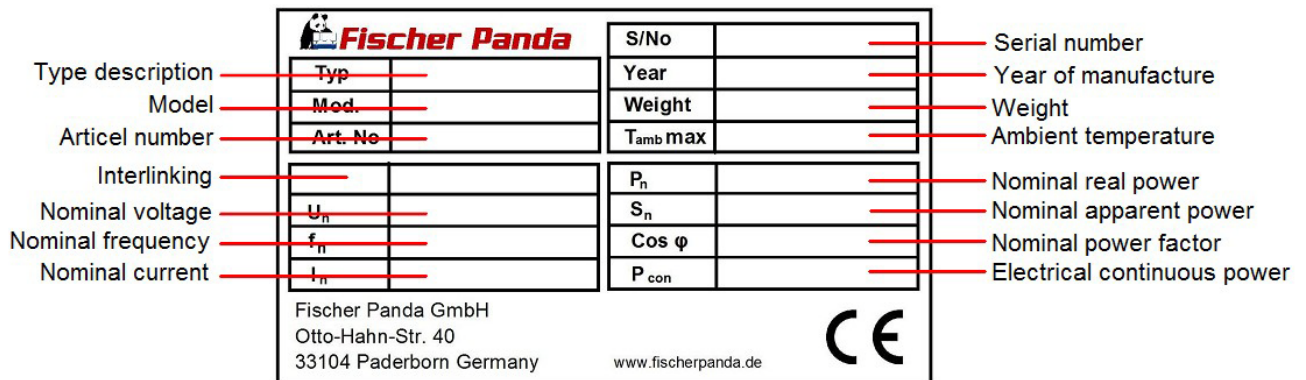 Fischer Panda
S/No
Serial number
Type description
Typ
Year
Year of manufacture
Model
Mod.
Weight
Weight
Articel number
Art. No
Tamb max
Ambient temperature
Interlinking
Pn
Nominal real power
Nominal voltage
Un
Sn
Nominal apparent power
Nominal frequency
fn
Cos φ
Nominal power factor
Nominal current
In
P con
Electrical continuous power
Fischer Panda GmbH
Otto-Hahn-Str. 40
33104 Paderborn Germany
www.fischerpanda.de
CE